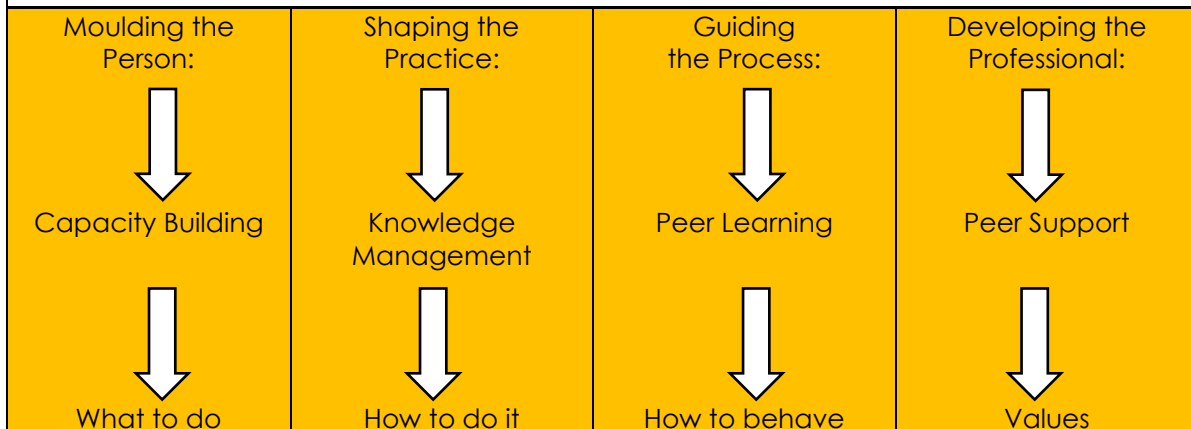 Moulding the
Person:
Capacity Building
What to do
Shaping the
Practice:
Knowledge
Management
How to do it
Guiding
the Process:
Peer Learning
How to behave
Developing the
Professional:
Peer Support
Values